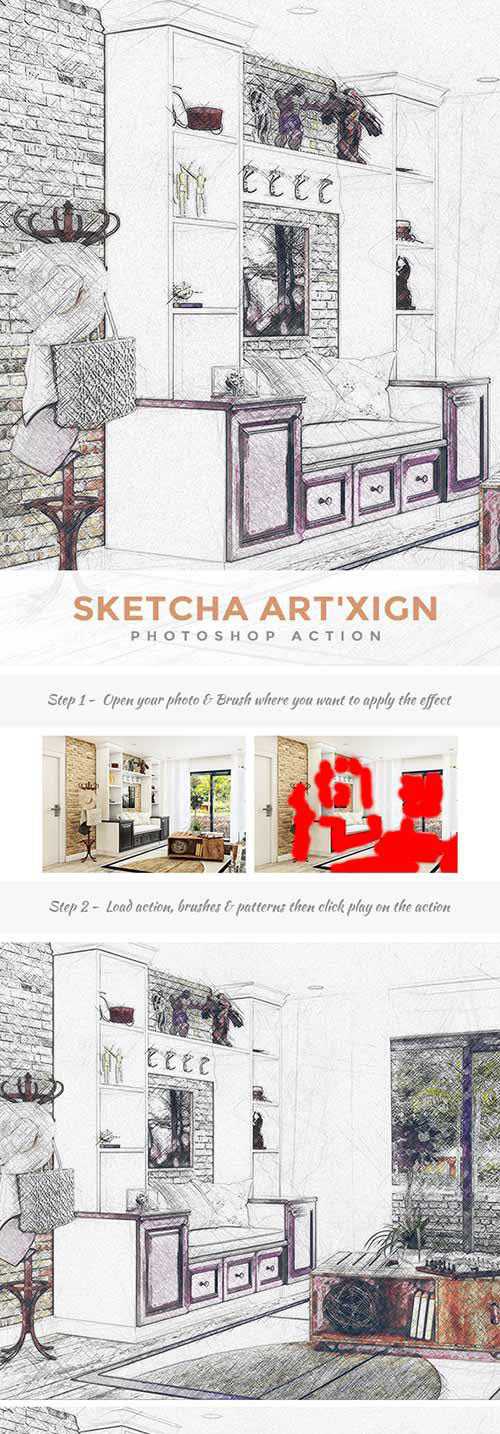 SKETCHA ART'XIGN
PHOTOSHOP ACTION
Step 1 - Open your photo & Brush where you want to apply the effect
Step 2 - Load action, brushes & patterns then click play on the action